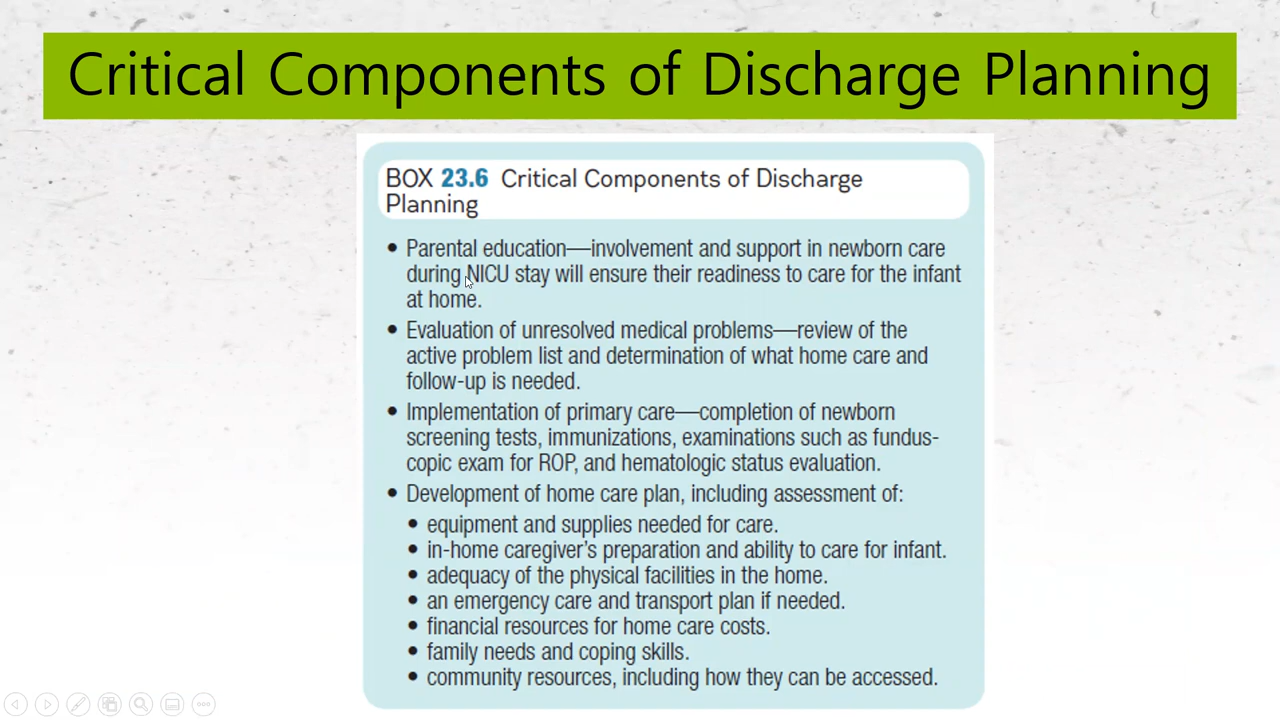 Critical Components of Discharge Planning
BOX 23.6 Critical Components of Discharge
Planning
• Parental education—involvement and support in newborn care
during NICU stay will ensure their readiness to care for the infant
at home.
• Evaluation of unresolved medical problems—review of the
active problem list and determination of what home care and
follow-up is needed.
• Implementation of primary care—completion of newborn
screening tests, immunizations, examinations such as fundus-
copic exam for ROP, and hematologic status evaluation.
• Development of home care plan, including assessment of:
• equipment and supplies needed for care.
• in-home caregiver's preparation and ability to care for infant.
• adequacy of the physical facilities in the home.
• an emergency care and transport plan if needed.
• financial resources for home care costs.
• family needs and coping skills.
• community resources, including how they can be accessed.